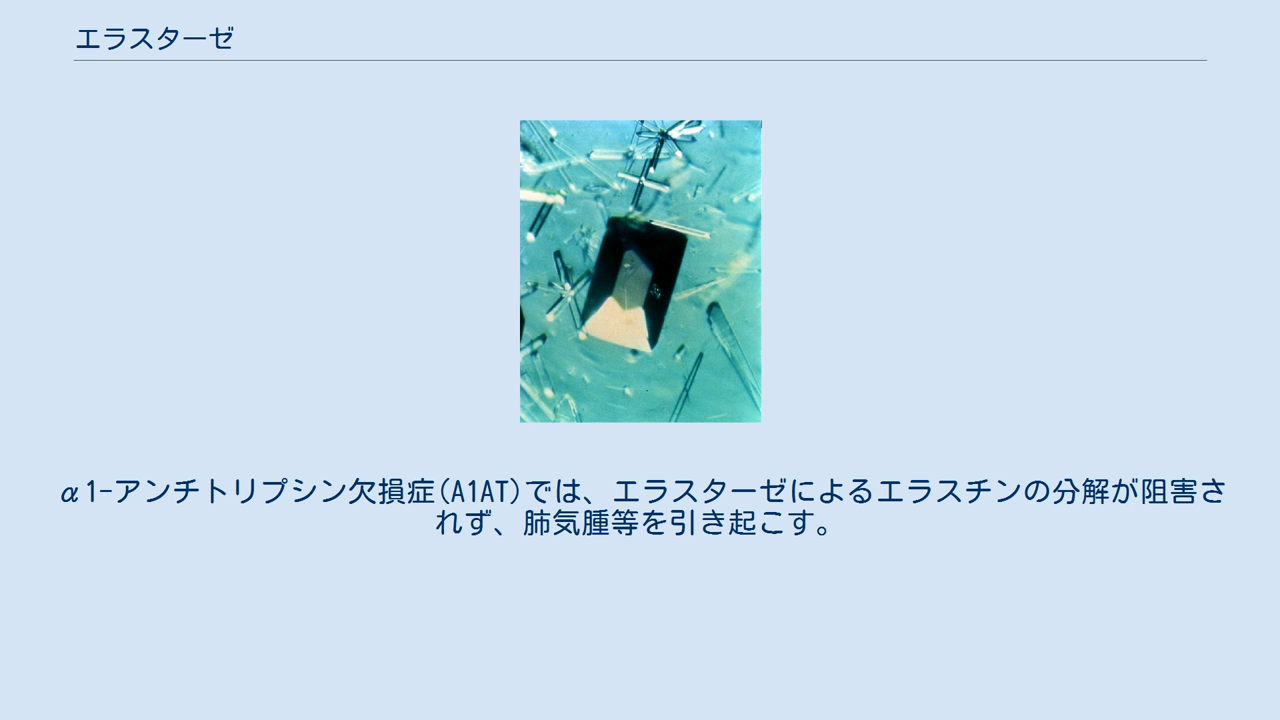 エラスターゼ
α1-アンチトリプシン欠損症(A1AT)では、エラスターゼによるエラスチンの分解が阻害さ
れず、肺気腫等を引き起こす。